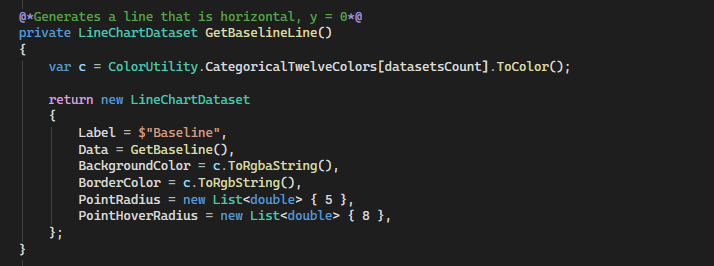 @*Generates a line that is horizontal, y = 0*@
private LineChartDataset GetBaselineLine()
{
    var c = ColorUtility.CategoricalTwelveColors[datasetsCount].ToColor();

    return new LineChartDataset
    {
        Label = $"Baseline",
        Data = GetBaseline(),
        BackgroundColor = c.ToRgbaString(),
        BorderColor = c.ToRgbString(),
        PointRadius = new List<double> { 5 },
        PointHoverRadius = new List<double> { 8 },
    };
}